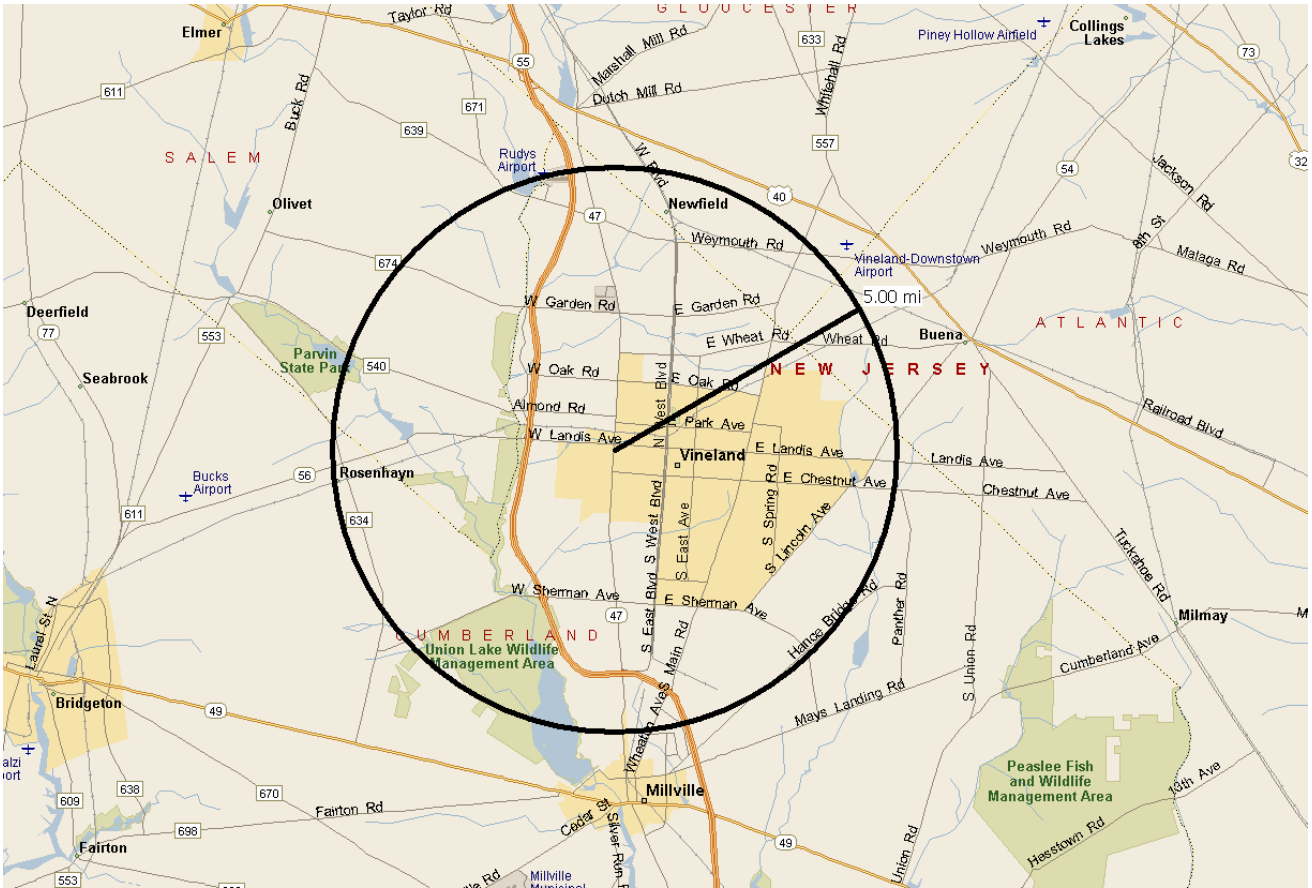 GLOUCESTER
Taylor Rd
Elmer
633
Piney Hollow Airfield
Collings
Lakes
73
Marshall Mill Rd
Whitehall Rd
55
611
Buck Rd
671
Dutch Mill Rd
639
557
32
SALEM
Rudys
Airport
W Blvd
54
Jackson Rd
40
Olivet
47
Newfield
8th St
Weymouth Rd
Weymouth Rd
Malaga Rd
674
Vineland-Downstown
Airport
5.00 mi
W Garden Rd
E Garden Rd
Deerfield
77
553
E Wheat Rd
Wheat Rd
Buena
ATLANTIC
Parvin
State Park
540
W Oak Rd
E Oak Rd
NEW JERSEY
Seabrook
N West Blvd
Almond Rd
E Park Ave
Railroad Blvd
W Landis Ave
E Landis Ave
Landis Ave
Vineland
Bucks
Airport
56
Rosenhayn
E Chestnut Ave
Chestnut Ave
611
634
S West Blvd
S East Ave
S Spring Rd
S Lincoln Ave
Tuckahoe Rd
W Sherman Ave
E Sherman Ave
Laurel St N
47
S East Blvd
S Main Rd
Hance Bridge Rd
Panther Rd
Milmay
M
CUMBERLAND
Union Lake Wildlife
Management Area
S Union Rd
Cumberland Ave
Bridgeton
49
Wheaton Ave
Mays Landing Rd
alzi
ort
Peaslee Fish
and Wildlife
Management Area
13th Ave
609
638
670
Fairton Rd
Millville
Cedar St
Silver Run R
698
49
Union Rd
Hesstown Rd
Fairton
553
ville Rd
Millville
Municipal